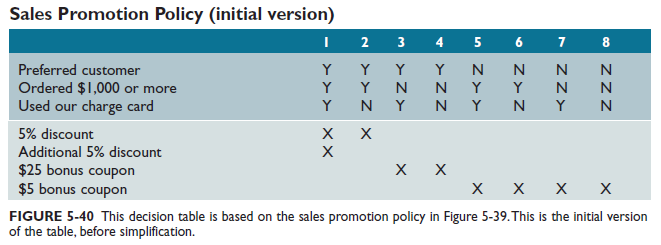 Sales Promotion Policy (initial version)
1 2 3 4 5 6 7 8
Preferred customer Y Y Y Y N N N N
Ordered $1,000 or more Y Y N N Y Y N N
Used our charge card Y N Y N Y N Y N
5% discount X X
Additional 5% discount X
$25 bonus coupon X X
$5 bonus coupon X X X X
FIGURE 5-40 This decision table is based on the sales promotion policy in Figure 5-39. This is the initial version
of the table, before simplification.